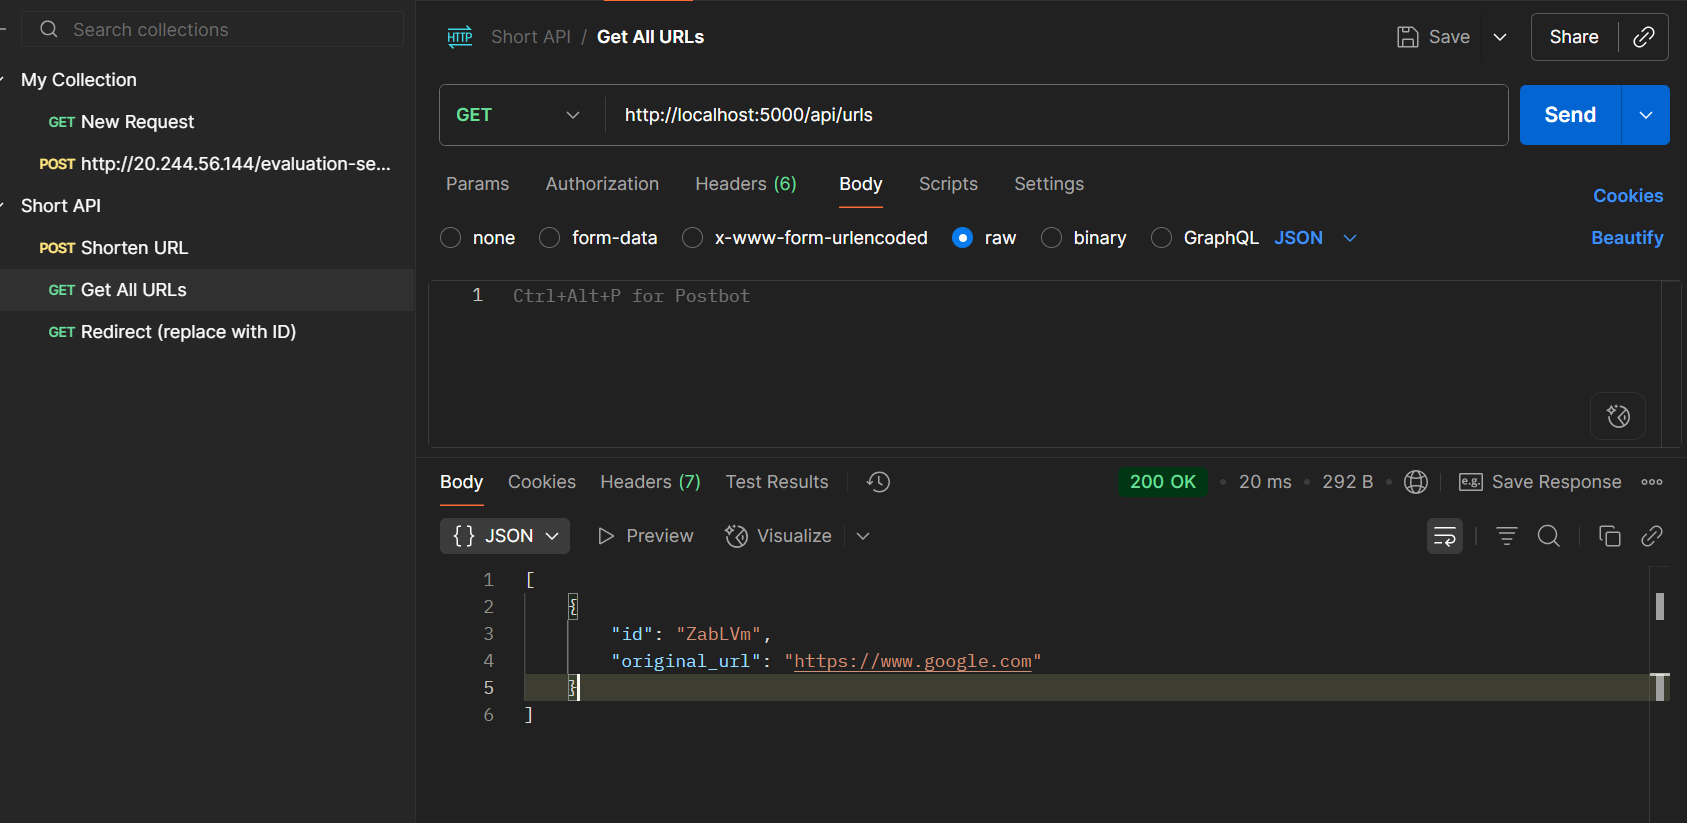 Search collections
My Collection
GET New Request
POST http://20.244.56.144/evaluation-se...
Short API
POST Shorten URL
GET Get All URLs
GET Redirect (replace with ID)
HTTP Short API / Get All URLs
Save
Share
GET http://localhost:5000/api/urls
Send
Params Authorization Headers (6) Body Scripts Settings
Cookies
none form-data x-www-form-urlencoded raw binary GraphQL JSON
Beautify
1 Ctrl+Alt+P for Postbot
Body Cookies Headers (7) Test Results
200 OK • 20 ms • 292 B • e.g. Save Response
{} JSON Preview Visualize
1 [
2 {
3 "id": "ZabLVm",
4 "original_url": "https://www.google.com"
5 }
6 ]